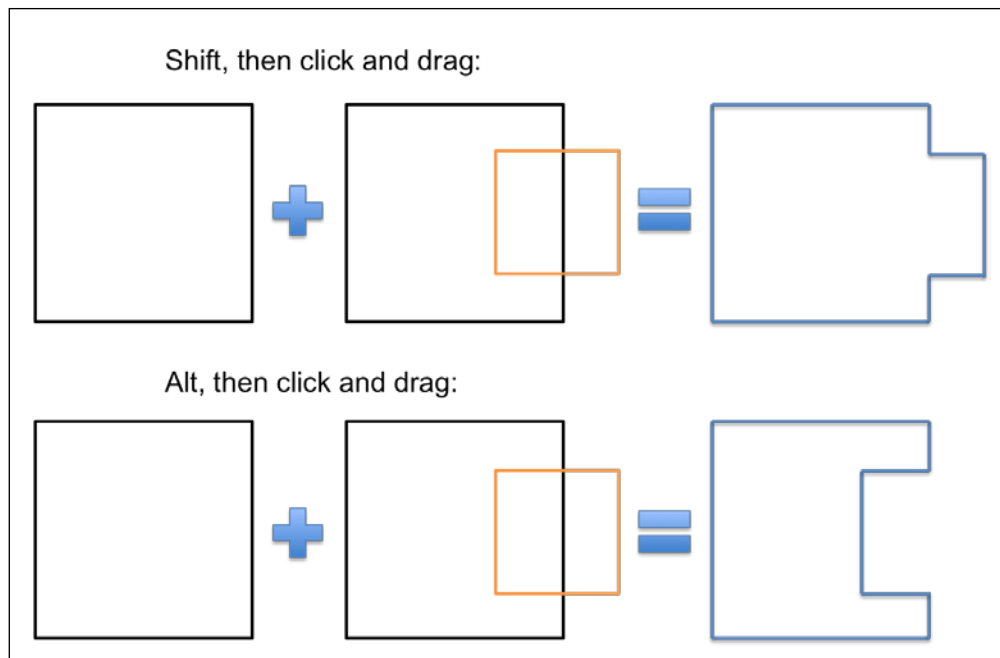 Shift, then click and drag:
Alt, then click and drag: